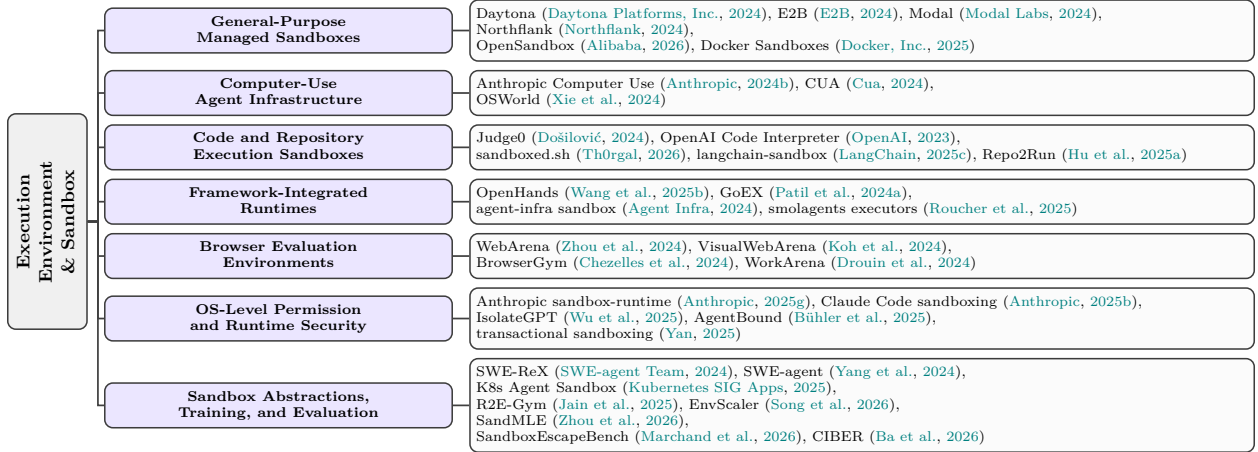 Execution
Environment
& Sandbox
General-Purpose
Managed Sandboxes
Daytona (Daytona Platforms, Inc., 2024), E2B (E2B, 2024), Modal (Modal Labs, 2024),
Northflank (Northflank, 2024),
OpenSandbox (Alibaba, 2026), Docker Sandboxes (Docker, Inc., 2025)
Computer-Use
Agent Infrastructure
Anthropic Computer Use (Anthropic, 2024b), CUA (Cua, 2024),
OSWorld (Xie et al., 2024)
Code and Repository
Execution Sandboxes
Judge0 (Došilović, 2024), OpenAI Code Interpreter (OpenAI, 2023),
sandboxed.sh (Th0rgal, 2026), langchain-sandbox (LangChain, 2025c), Repo2Run (Hu et al., 2025a)
Framework-Integrated
Runtimes
OpenHands (Wang et al., 2025b), GoEX (Patil et al., 2024a),
agent-infra sandbox (Agent Infra, 2024), smolagents executors (Roucher et al., 2025)
Browser Evaluation
Environments
WebArena (Zhou et al., 2024), VisualWebArena (Koh et al., 2024),
BrowserGym (Chezelles et al., 2024), WorkArena (Drouin et al., 2024)
OS-Level Permission
and Runtime Security
Anthropic sandbox-runtime (Anthropic, 2025g), Claude Code sandboxing (Anthropic, 2025b),
IsolateGPT (Wu et al., 2025), AgentBound (Bühler et al., 2025),
transactional sandboxing (Yan, 2025)
Sandbox Abstractions,
Training, and Evaluation
SWE-ReX (SWE-agent Team, 2024), SWE-agent (Yang et al., 2024),
K8s Agent Sandbox (Kubernetes SIG Apps, 2025),
R2E-Gym (Jain et al., 2025), EnvScaler (Song et al., 2026),
SandMLE (Zhou et al., 2026),
SandboxEscapeBench (Marchand et al., 2026), CIBER (Ba et al., 2026)